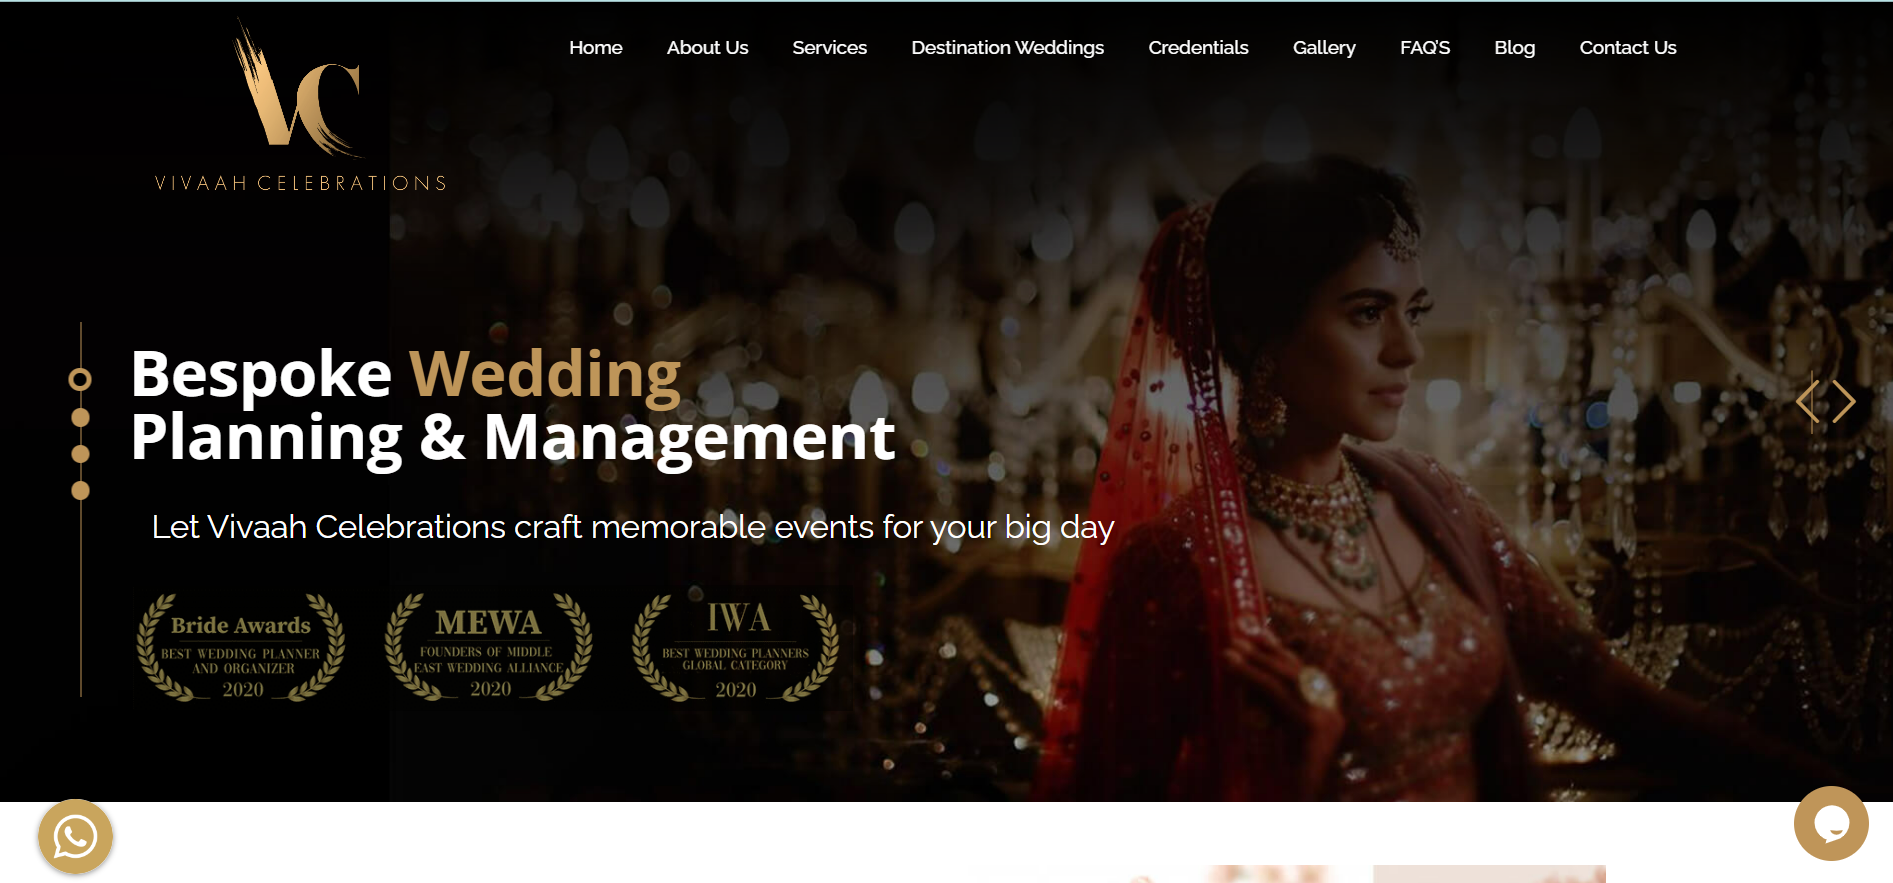 VC
VIVAAH CELEBRATIONS
Home About Us Services Destination Weddings Credentials Gallery FAQ'S Blog Contact Us
Bespoke Wedding
Planning & Management
Let Vivaah Celebrations craft memorable events for your big day
Bride Awards
BEST WEDDING PLANNER
AND ORGANIZER
2020
MEWA
FOUNDERS OF MIDDLE
EAST WEDDING ALLIANCE
2020
IWA
BEST WEDDING PLANNERS
GLOBAL CATEGORY
2020